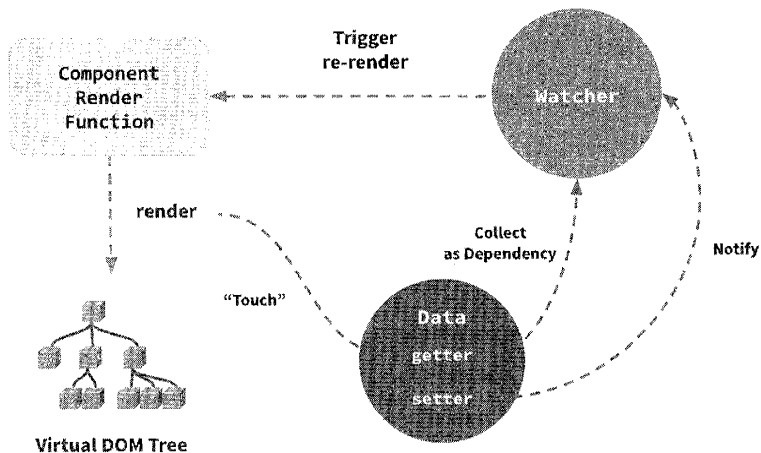 Trigger
re-render
Component
Render
Function
Watcher
render
Collect
as Dependency
Notify
“Touch”
Data
getter
setter
Virtual DOM Tree